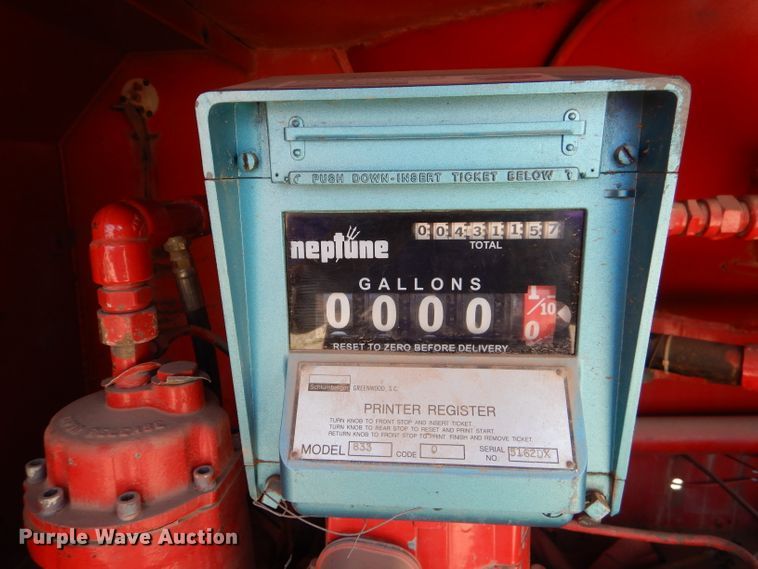 PUSH DOWN-INSERT TICKET BELOW
00431157
neptune
TOTAL
GALLONS
0000 1/10 0
RESET TO ZERO BEFORE DELIVERY
Schlumberger GREENWOOD, S.C.
PRINTER REGISTER
TURN KNOB TO FRONT STOP AND INSERT TICKET.
TURN KNOB TO REAR STOP TO RESET AND PRINT START.
RETURN KNOB TO FRONT STOP TO PRINT FINISH AND REMOVE TICKET.
MODEL 833 CODE 0 SERIAL NO. 5162UX
Purple Wave Auction